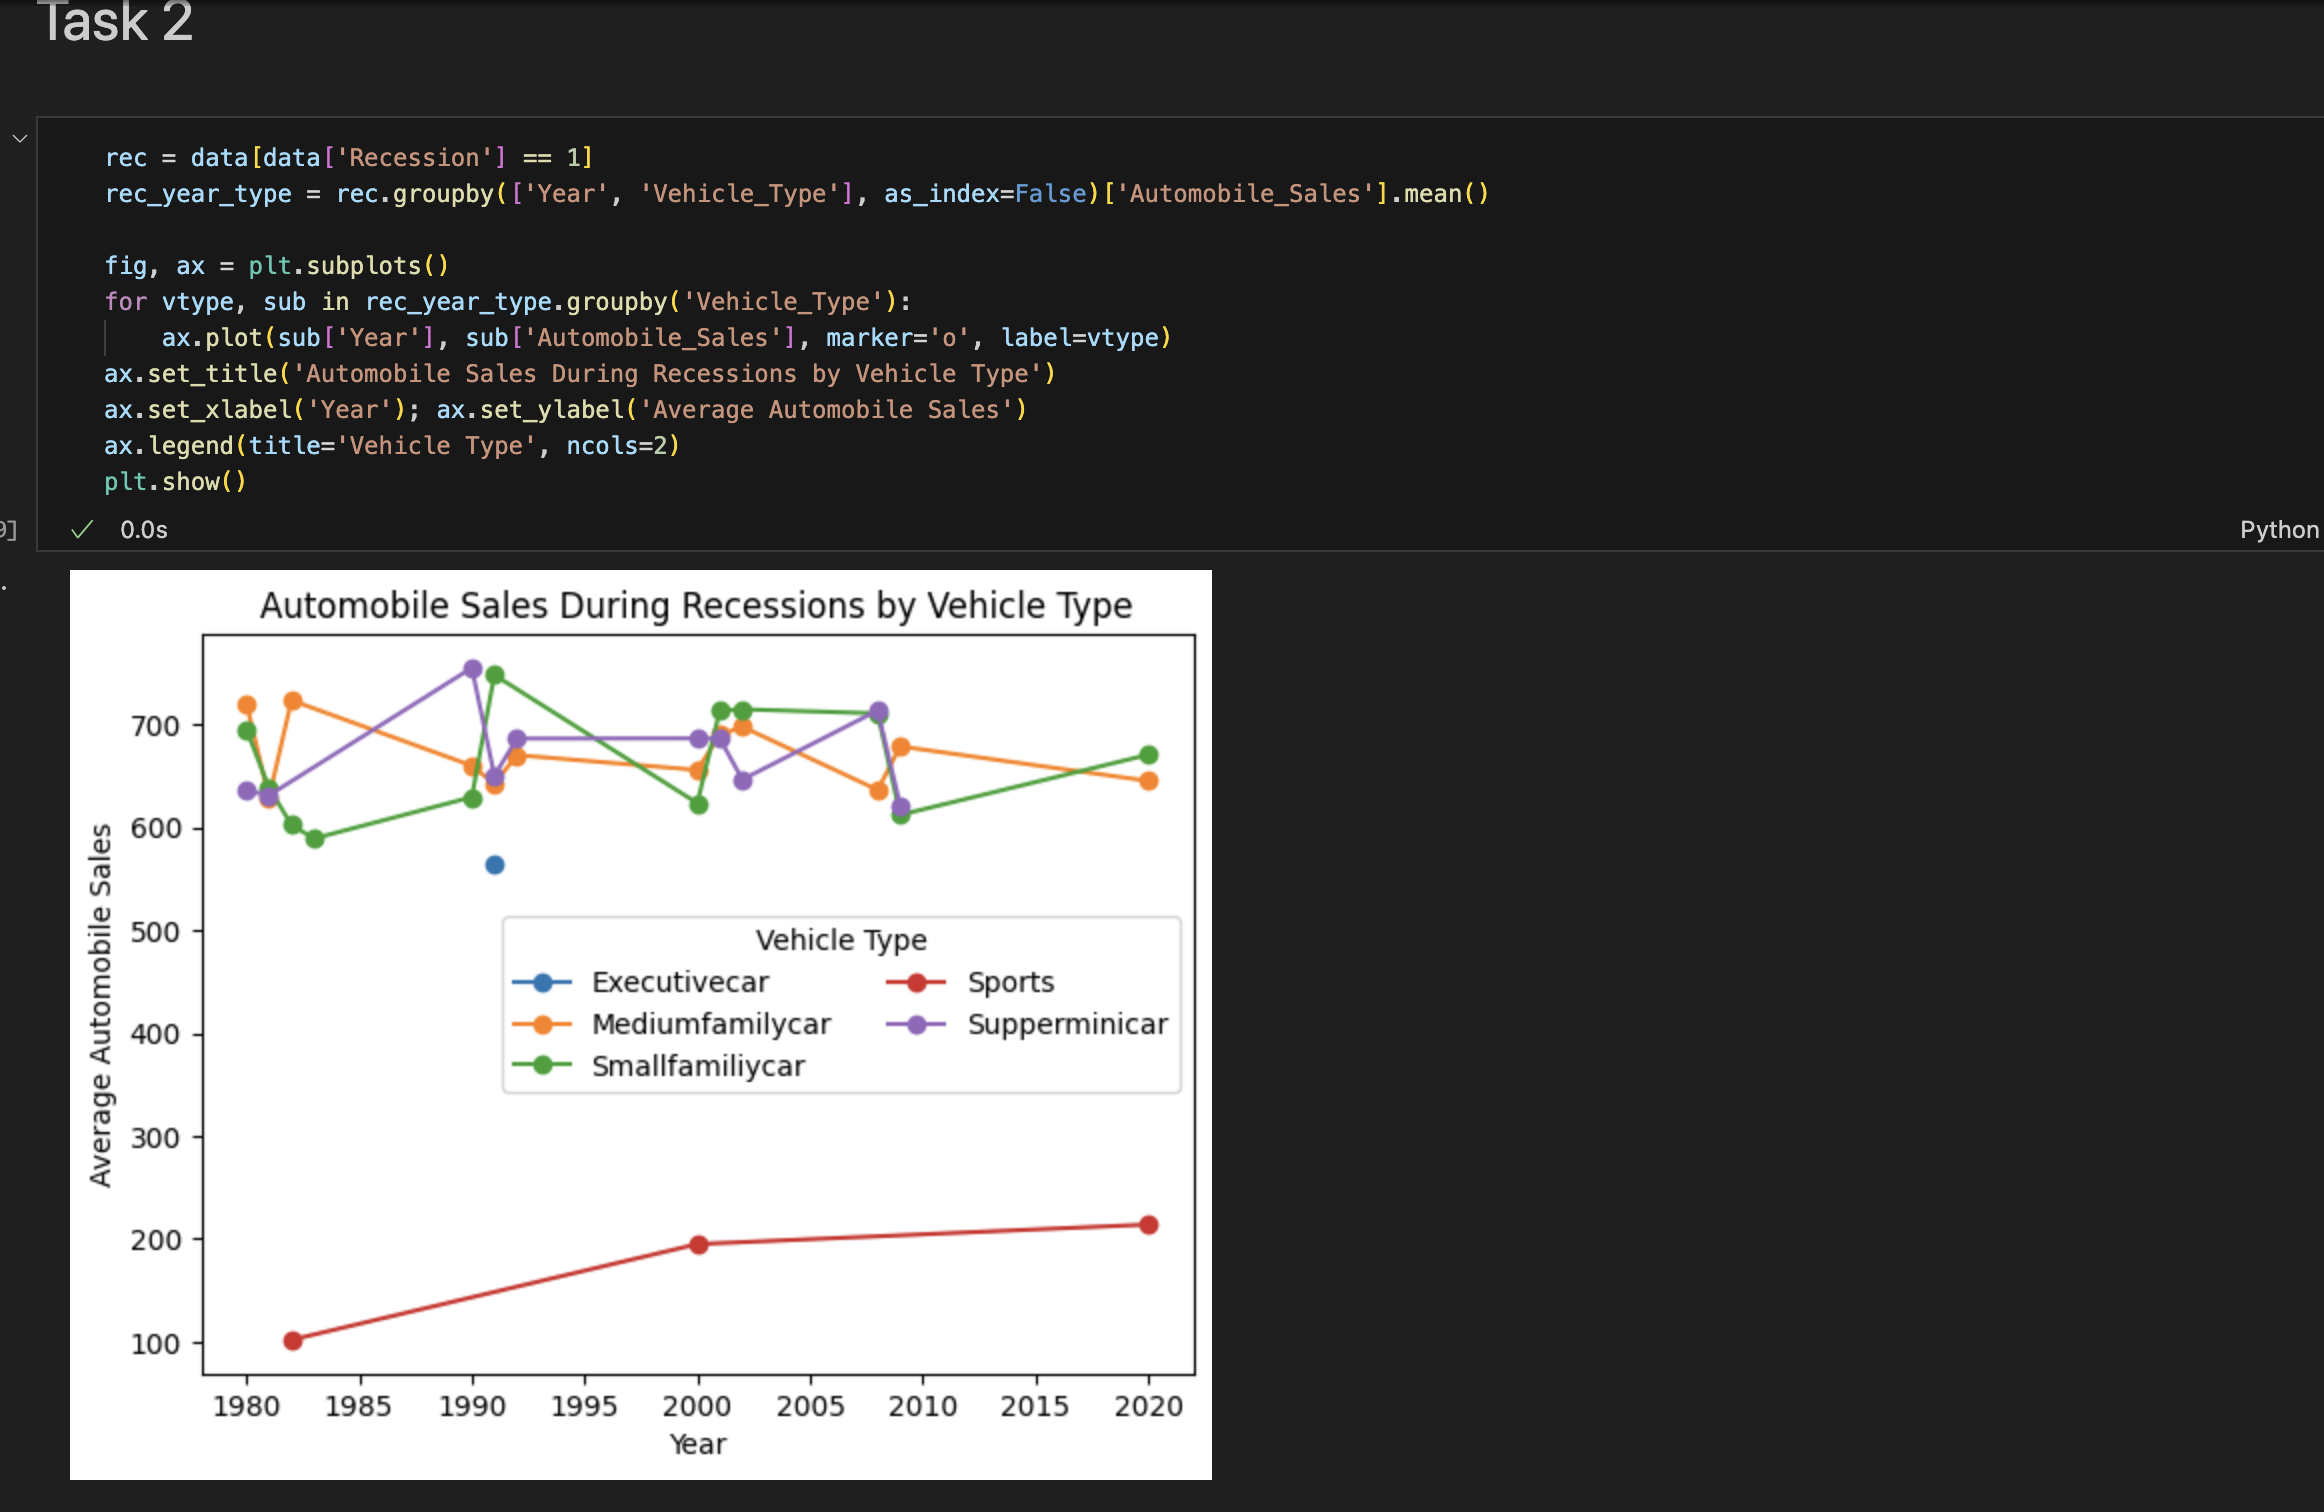 Task 2
rec = data[data['Recession'] == 1]
rec_year_type = rec.groupby(['Year', 'Vehicle_Type'], as_index=False)['Automobile_Sales'].mean()
fig, ax = plt.subplots()
for vtype, sub in rec_year_type.groupby('Vehicle_Type'):
    ax.plot(sub['Year'], sub['Automobile_Sales'], marker='o', label=vtype)
ax.set_title('Automobile Sales During Recessions by Vehicle Type')
ax.set_xlabel('Year'); ax.set_ylabel('Average Automobile Sales')
ax.legend(title='Vehicle Type', ncols=2)
plt.show()
9]
0.0s
Python
Automobile Sales During Recessions by Vehicle Type
700
600
500
400
300
200
100
Average Automobile Sales
Vehicle Type
Executivecar
Mediumfamilycar
Smallfamiliycar
Sports
Supperminicar
1980 1985 1990 1995 2000 2005 2010 2015 2020
Year